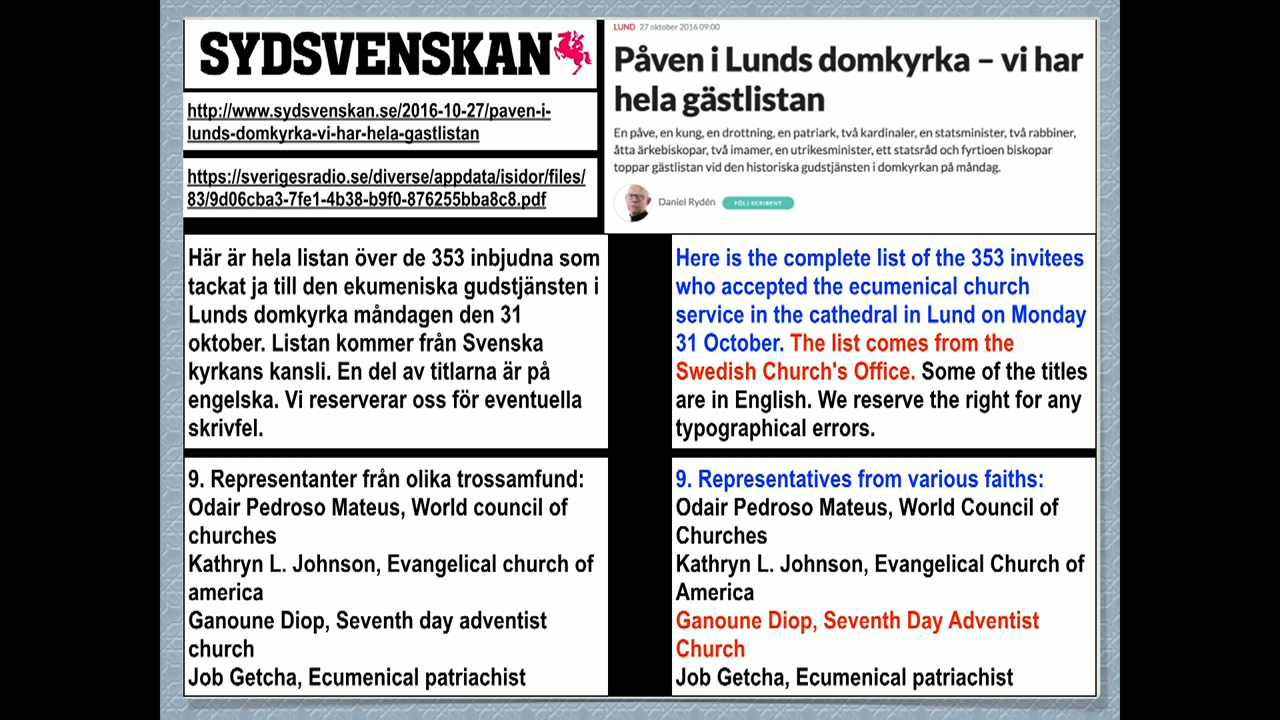 SYDSVENSKAN
http://www.sydsvenskan.se/2016-10-27/paven-i-
lunds-domkyrka-vi-har-hela-gastlistan
https://sverigesradio.se/diverse/appdata/isidor/files/
83/9d06cba3-7fe1-4b38-b9f0-876255bba8c8.pdf
LUND 27 oktober 2016 09:00
Påven i Lunds domkyrka – vi har
hela gästlistan
En påve, en kung, en drottning, en patriark, två kardinaler, en statsminister, två rabbiner,
åtta ärkebiskopar, två imamer, en utrikesminister, ett statsråd och fyrtioen biskopar
toppar gästlistan vid den historiska gudstjänsten i domkyrkan på måndag.
Daniel Rydén FÖLJ SKRIBENT
Här är hela listan över de 353 inbjudna som
tackat ja till den ekumeniska gudstjänsten i
Lunds domkyrka måndagen den 31
oktober. Listan kommer från Svenska
kyrkans kansli. En del av titlarna är på
engelska. Vi reserverar oss för eventuella
skrivfel.
Here is the complete list of the 353 invitees
who accepted the ecumenical church
service in the cathedral in Lund on Monday
31 October. The list comes from the
Swedish Church's Office. Some of the titles
are in English. We reserve the right for any
typographical errors.
9. Representanter från olika trossamfund:
Odair Pedroso Mateus, World council of
churches
Kathryn L. Johnson, Evangelical church of
america
Ganoune Diop, Seventh day adventist
church
Job Getcha, Ecumenical patriachist
9. Representatives from various faiths:
Odair Pedroso Mateus, World Council of
Churches
Kathryn L. Johnson, Evangelical Church of
America
Ganoune Diop, Seventh Day Adventist
Church
Job Getcha, Ecumenical patriachist